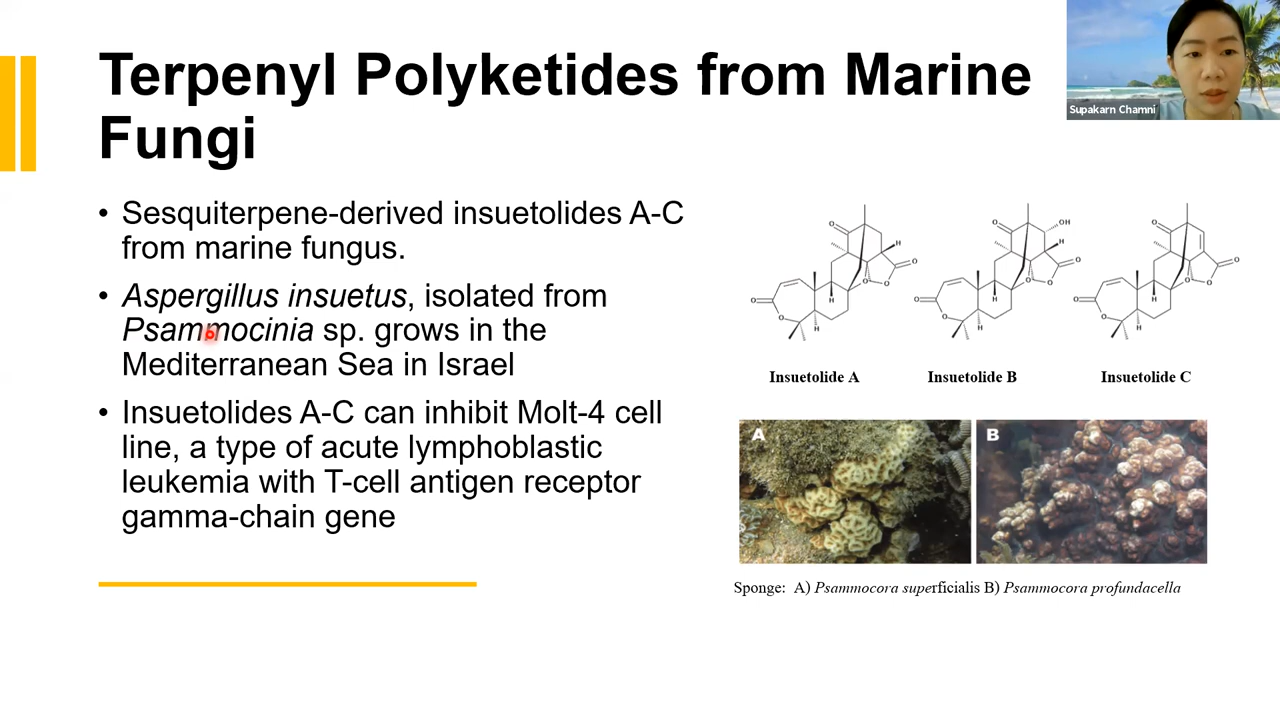 Terpenyl Polyketides from Marine
Fungi
Supakarn Chamni
• Sesquiterpene-derived insuetolides A-C
from marine fungus.
• Aspergillus insuetus, isolated from
Psammocinia sp. grows in the
Mediterranean Sea in Israel
• Insuetolides A-C can inhibit Molt-4 cell
line, a type of acute lymphoblastic
leukemia with T-cell antigen receptor
gamma-chain gene
O H O O O O O H H
O OH H O O O O O H H
O O O O O O H H
Insuetolide A Insuetolide B Insuetolide C
A B
Sponge: A) Psammocora superficialis B) Psammocora profundacella